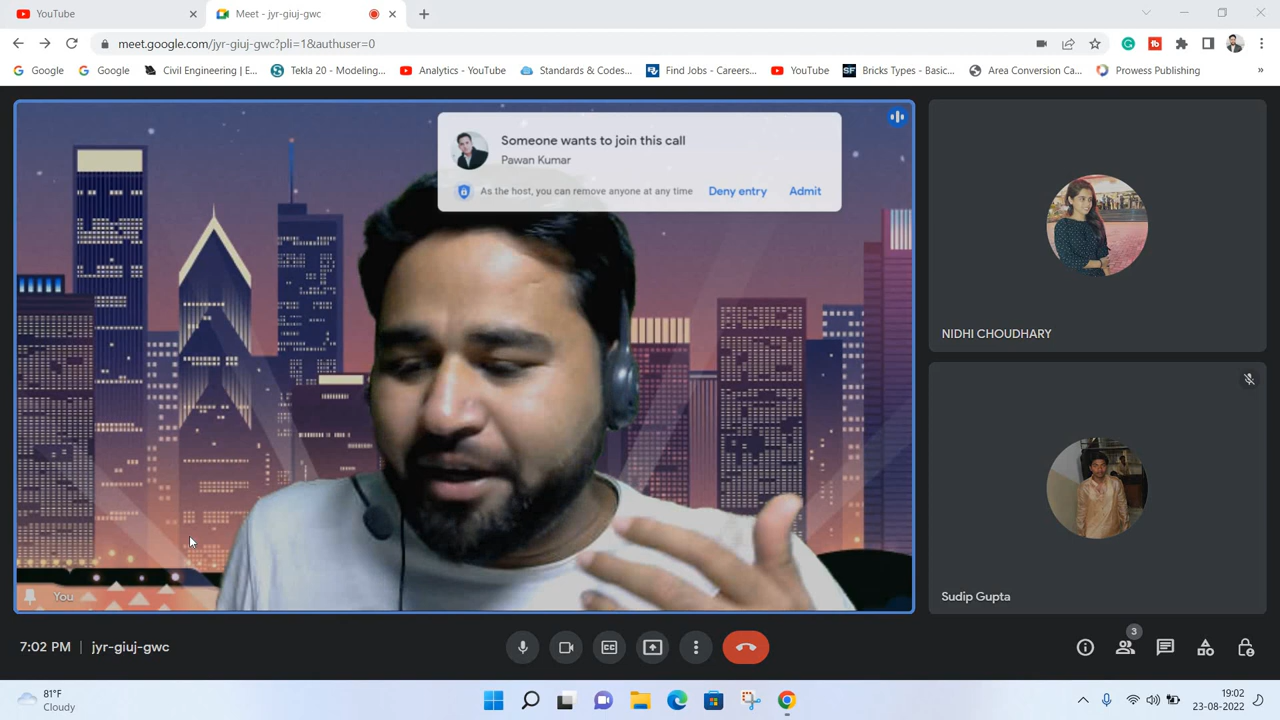 YouTube
Meet - jyr-giuj-gwc
meet.google.com/jyr-giuj-gwc?pli=1&authuser=0
Google
Google
Civil Engineering | E...
Tekla 20 - Modeling...
Analytics - YouTube
Standards & Codes...
Find Jobs - Careers...
YouTube
SF
Bricks Types - Basic...
Area Conversion Ca...
Prowess Publishing
»
Someone wants to join this call
Pawan Kumar
As the host, you can remove anyone at any time
Deny entry
Admit
NIDHI CHOUDHARY
You
Sudip Gupta
7:02 PM | jyr-giuj-gwc
CC
3
81°F
Cloudy
19:02
23-08-2022